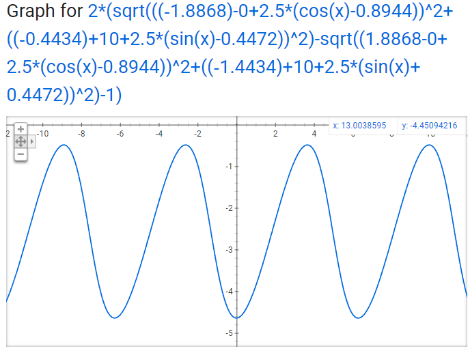 Graph for 2*(sqrt(((-1.8868)-0+2.5*(cos(x)-0.8944))^2+
((-0.4434)+10+2.5*(sin(x)-0.4472))^2)-sqrt((1.8868-0+
2.5*(cos(x)-0.8944))^2+((-1.4434)+10+2.5*(sin(x)+
0.4472))^2)-1)
x: 13.0038595 y: -4.45094216
2 -10 -8 -6 -4 -2 2 4
-1
-2
-3
-4
-5